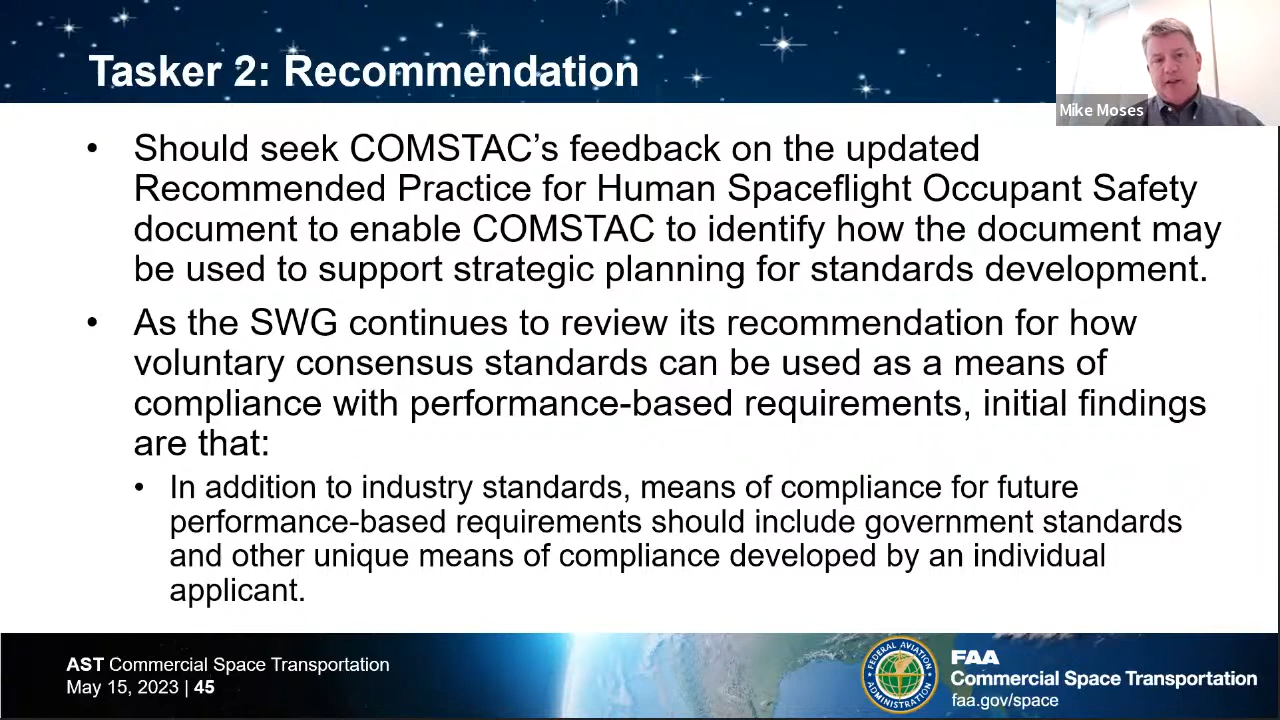 Tasker 2: Recommendation
Mike Moses
• Should seek COMSTAC's feedback on the updated
Recommended Practice for Human Spaceflight Occupant Safety
document to enable COMSTAC to identify how the document may
be used to support strategic planning for standards development.
• As the SWG continues to review its recommendation for how
voluntary consensus standards can be used as a means of
compliance with performance-based requirements, initial findings
are that:
• In addition to industry standards, means of compliance for future
performance-based requirements should include government standards
and other unique means of compliance developed by an individual
applicant.
AST Commercial Space Transportation
May 15, 2023 | 45
FEDERAL AVIATION
ADMINISTRATION
FAA
Commercial Space Transportation
faa.gov/space